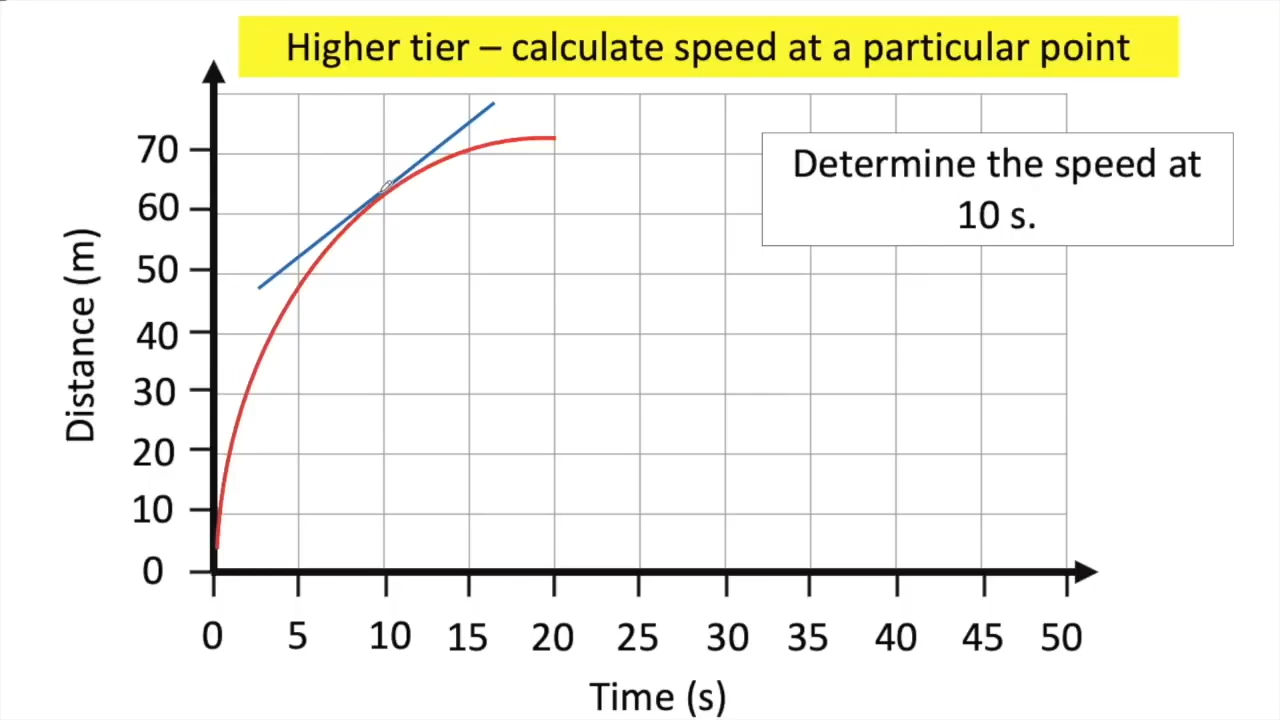 Higher tier – calculate speed at a particular point
Determine the speed at
10 s.
Distance (m)
70
60
50
40
30
20
10
0
0 5 10 15 20 25 30 35 40 45 50
Time (s)